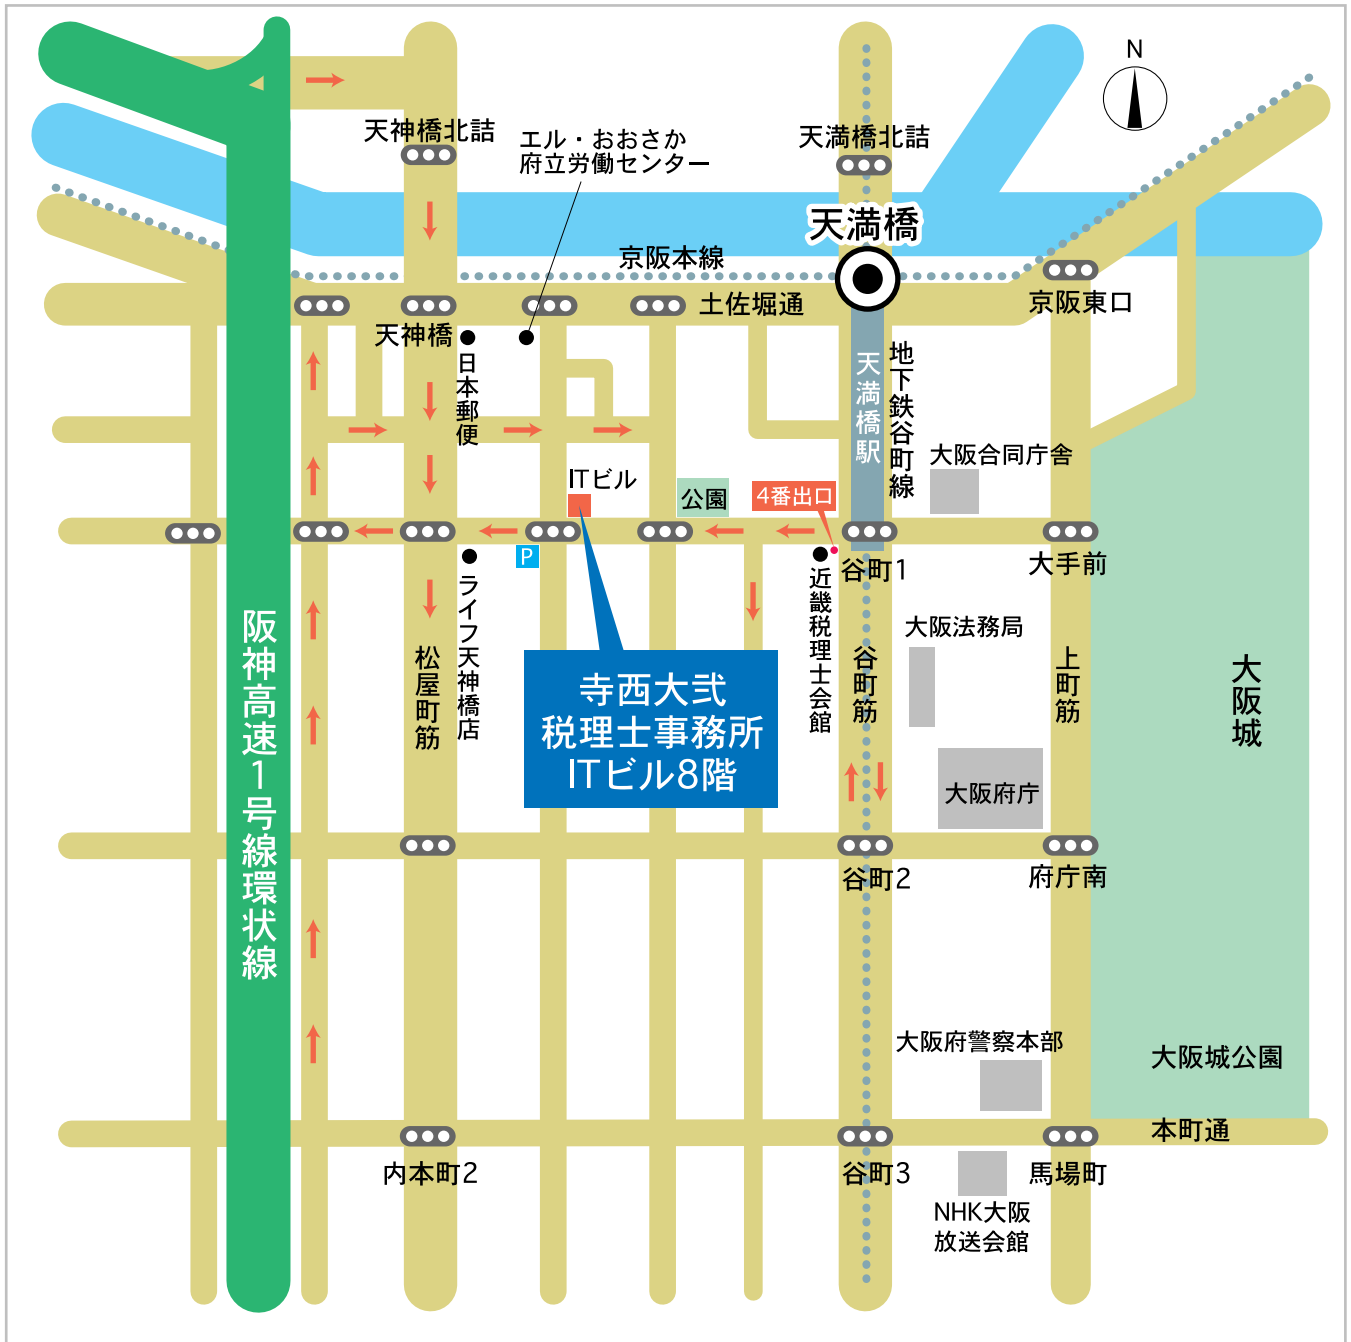 N
天神橋北詰
エル・おおさか
府立労働センター
天満橋北詰
天満橋
京阪本線
土佐堀通
京阪東口
天神橋
日本郵便
天満橋駅
地下鉄谷町線
大阪合同庁舎
ITビル
公園
4番出口
P
谷町1
大手前
ライフ天神橋店
近畿税理士会館
大阪法務局
阪神高速1号線環状線
松屋町筋
寺西大弐
税理士事務所
ITビル8階
谷町筋
上町筋
大阪城
大阪府庁
谷町2
府庁南
大阪府警察本部
大阪城公園
本町通
内本町2
谷町3
馬場町
NHK大阪
放送会館